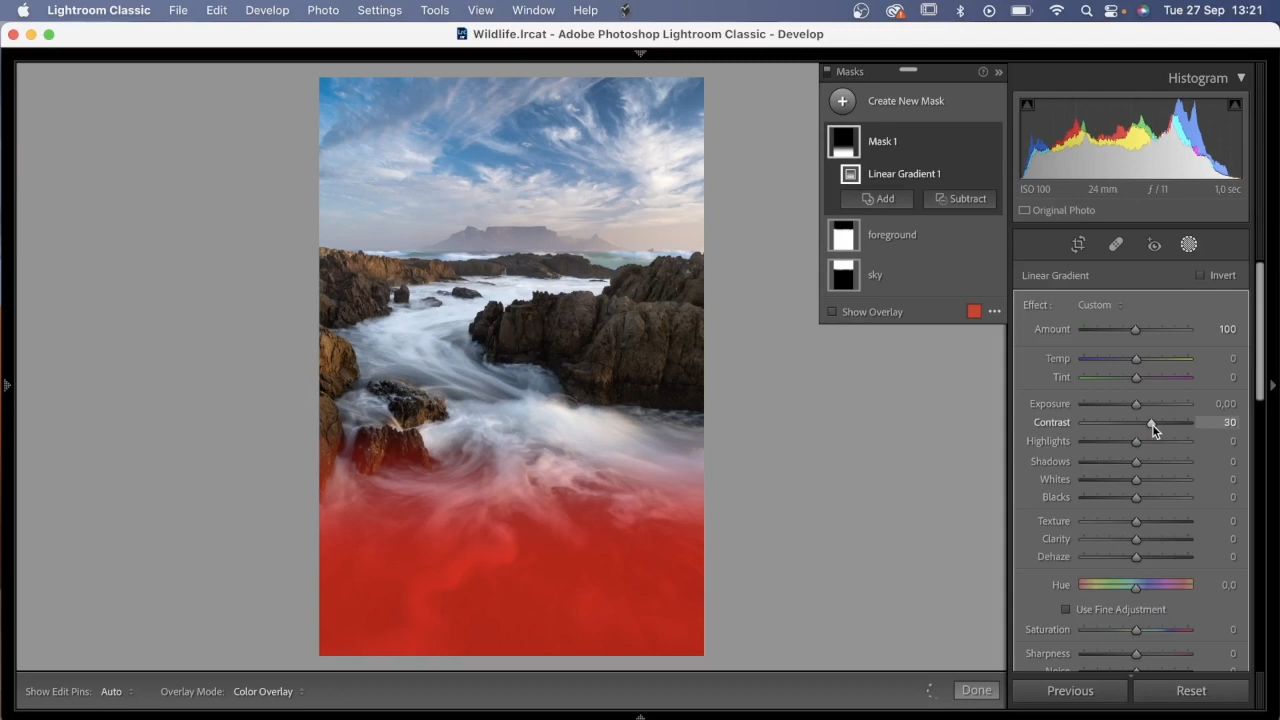 Lightroom Classic File Edit Develop Photo Settings Tools View Window Help Tue 27 Sep 13:21
Wildlife.lrcat - Adobe Photoshop Lightroom Classic - Develop
Masks
Create New Mask
Mask 1
Linear Gradient 1
Add Subtract
foreground
sky
Show Overlay
Histogram
ISO 100 24 mm ƒ / 11 1,0 sec
Original Photo
Linear Gradient Invert
Effect : Custom
Amount 100
Temp 0
Tint 0
Exposure 0,00
Contrast 30
Highlights 0
Shadows 0
Whites 0
Blacks 0
Texture 0
Clarity 0
Dehaze 0
Hue 0,0
Use Fine Adjustment
Saturation 0
Sharpness 0
Show Edit Pins: Auto Overlay Mode: Color Overlay Done
Previous Reset